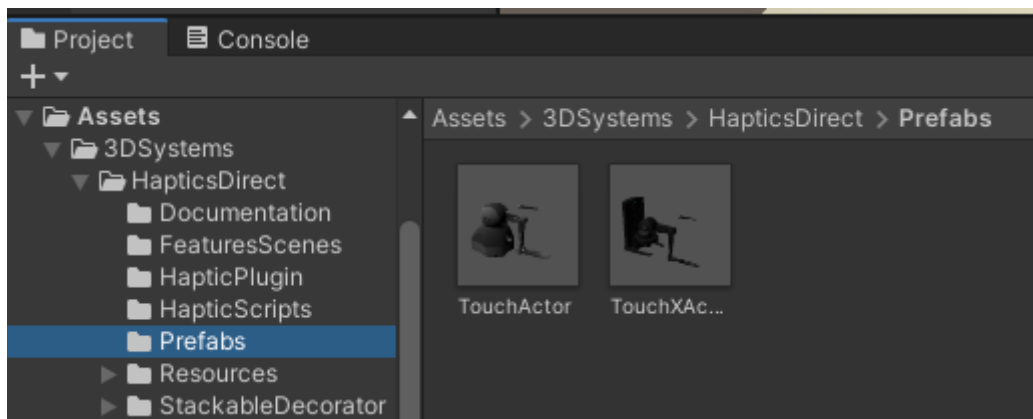 Project Console
Assets
3DSystems
HapticsDirect
Documentation
FeaturesScenes
HapticPlugin
HapticScripts
Prefabs
Resources
StackableDecorator
Assets > 3DSystems > HapticsDirect > Prefabs
TouchActor TouchXAc...